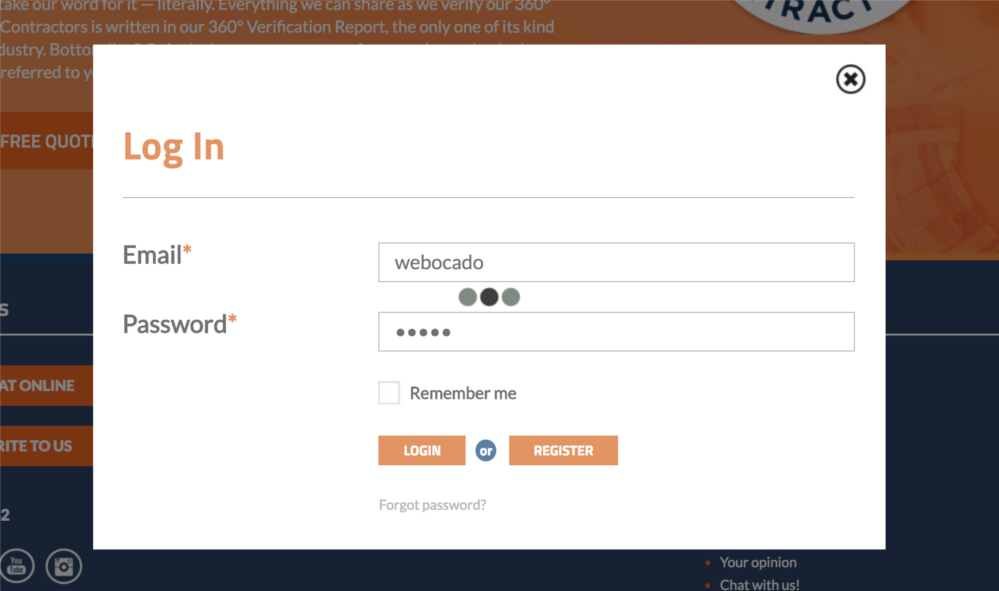 take our word for it — literally. Everything we can share as we verify our 360°
Contractors is written in our 360° Verification Report, the only one of its kind
dustry. Botto
referred to y
TRACT
FREE QUOT
Log In
Email*
webocado
Password*
•••••
Remember me
LOGIN or REGISTER
Forgot password?
S
AT ONLINE
RITE TO US
2
You Tube
• Your opinion
• Chat with us!